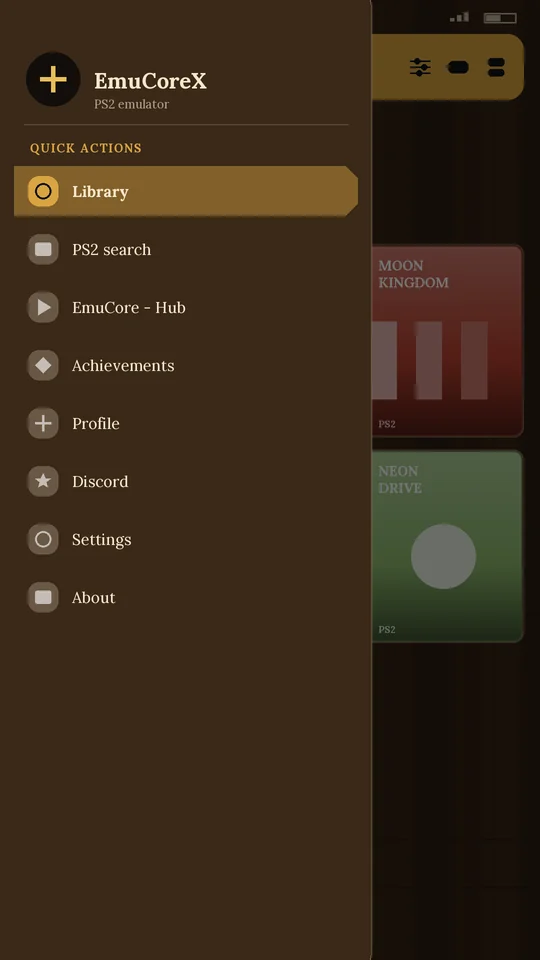 EmuCoreX
PS2 emulator
QUICK ACTIONS
Library
PS2 search
EmuCore - Hub
Achievements
Profile
Discord
Settings
About
MOON
KINGDOM
PS2
NEON
DRIVE
PS2